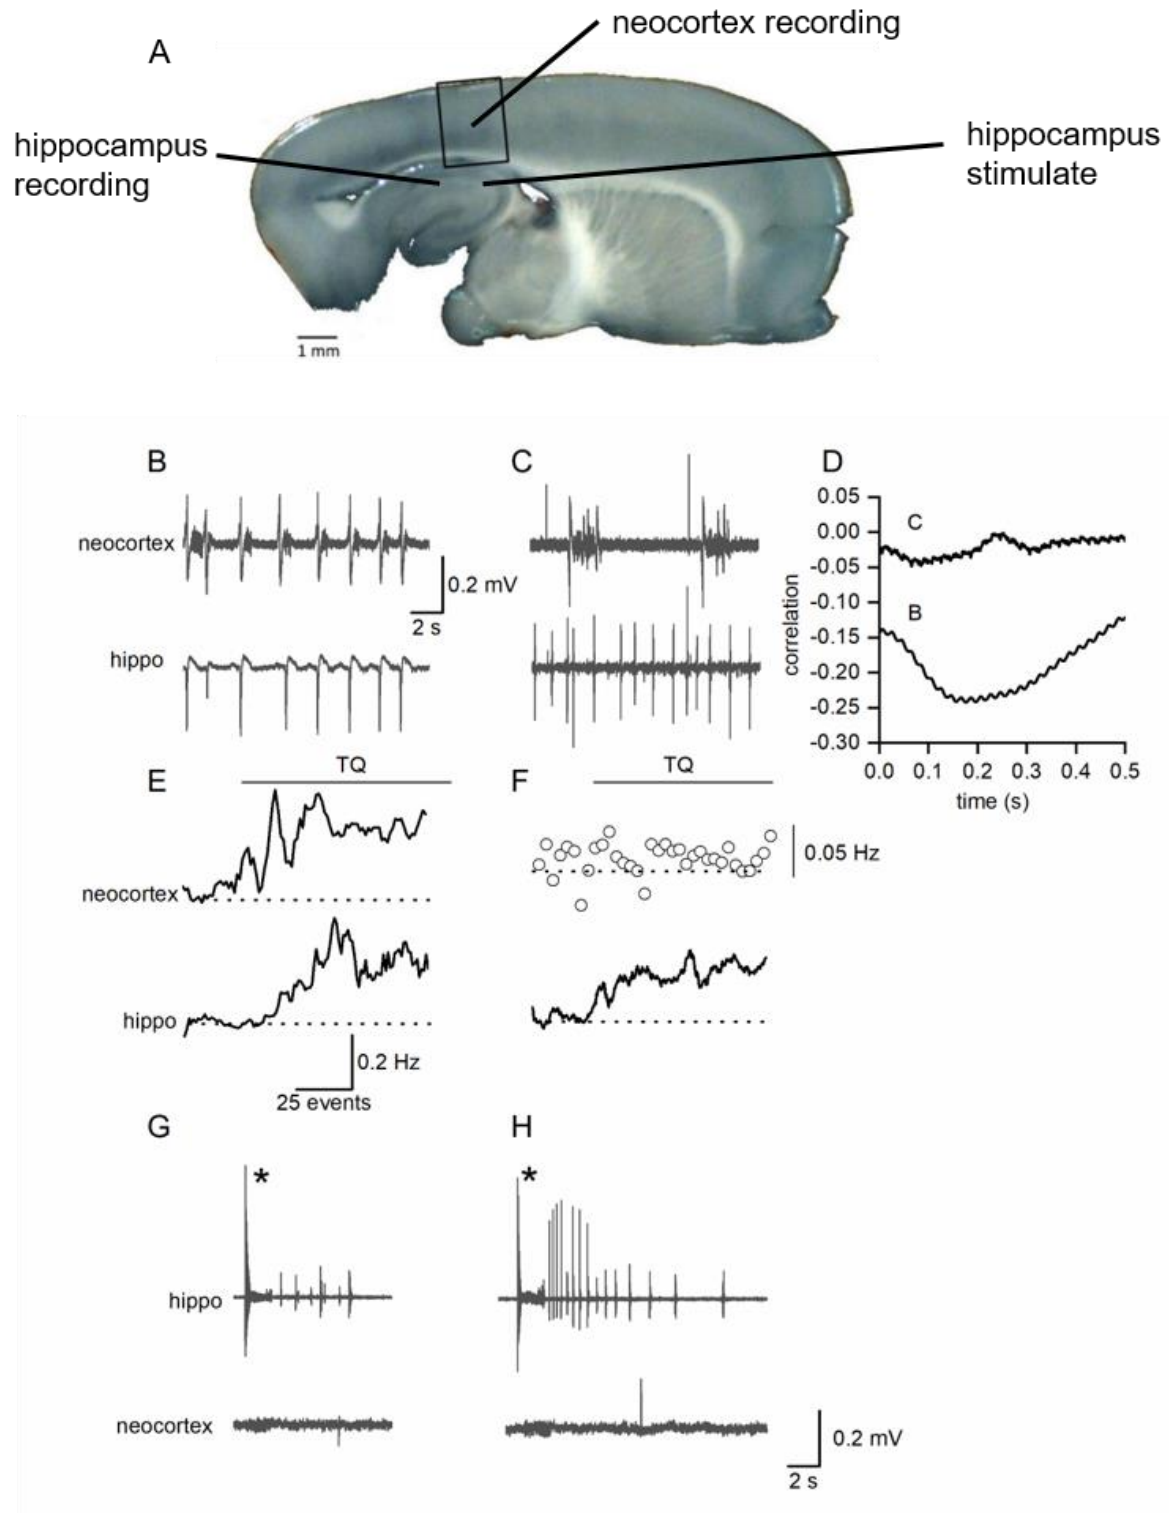 neocortex recording
A
hippocampus
recording
hippocampus
stimulate
1 mm
B
C
D
neocortex
0.2 mV
2 s
hippo
0.05
0.00
-0.05
-0.10
-0.15
-0.20
-0.25
-0.30
correlation
C
B
0.0 0.1 0.2 0.3 0.4 0.5
time (s)
E
TQ
F
TQ
0.05 Hz
neocortex
hippo
0.2 Hz
25 events
G
H
*
*
hippo
neocortex
0.2 mV
2 s